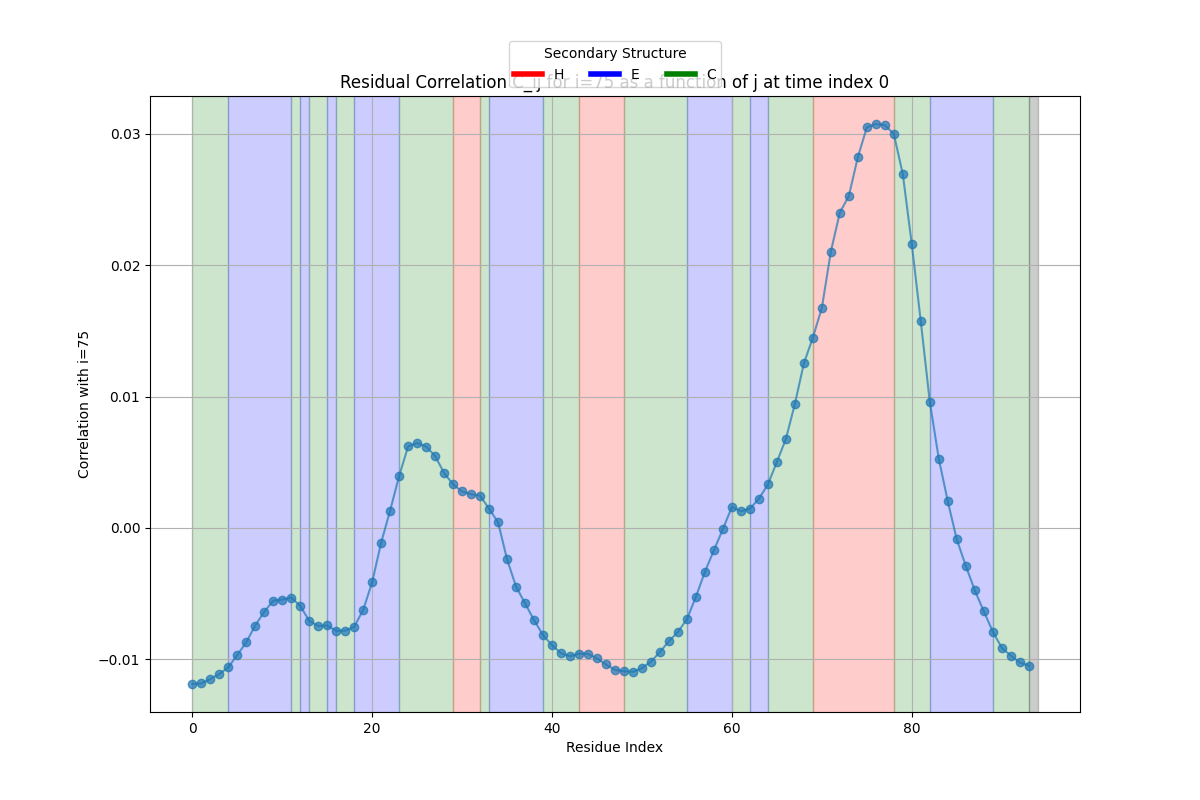 Secondary Structure
H E C
Residual Correlation C_ij for i=75 as a function of j at time index 0
0.03
0.02
0.01
0.00
−0.01
Correlation with i=75
0 20 40 60 80
Residue Index